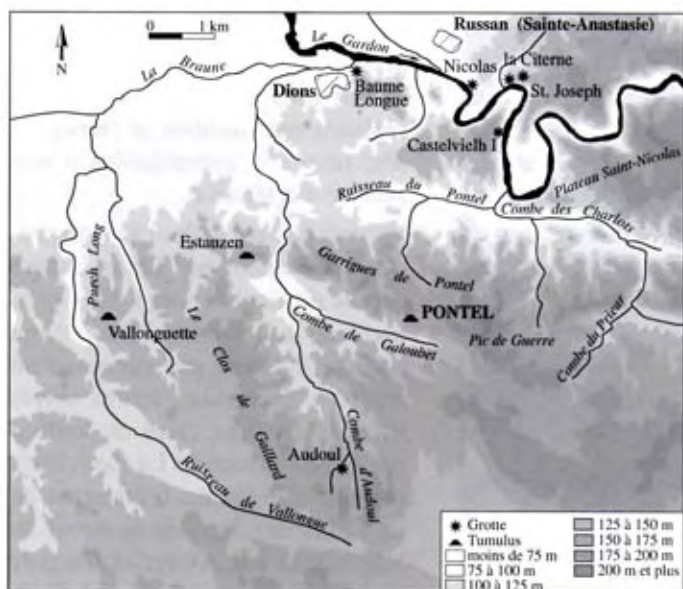 Russan (Sainte-Anastasie)
0 1 km
N
Le Gardon
La Braune
Nicolas
la Citerne
St. Joseph
Dions
Baume
Longue
Castelvielh I
Plateau Saint-Nicolas
Ruisseau du Pontel
Combe des Charlots
Puech Long
Estauzen
Garrigues de Pontel
Le Clos de Gaillard
Vallonguette
PONTEL
Combe de Galoubet
Pic de Guerre
Combe du Prieur
Audoul
Combe d'Audoul
Ruisseau de Vallongue
Grotte
Tumulus
moins de 75 m
75 à 100 m
100 à 125 m
125 à 150 m
150 à 175 m
175 à 200 m
200 m et plus